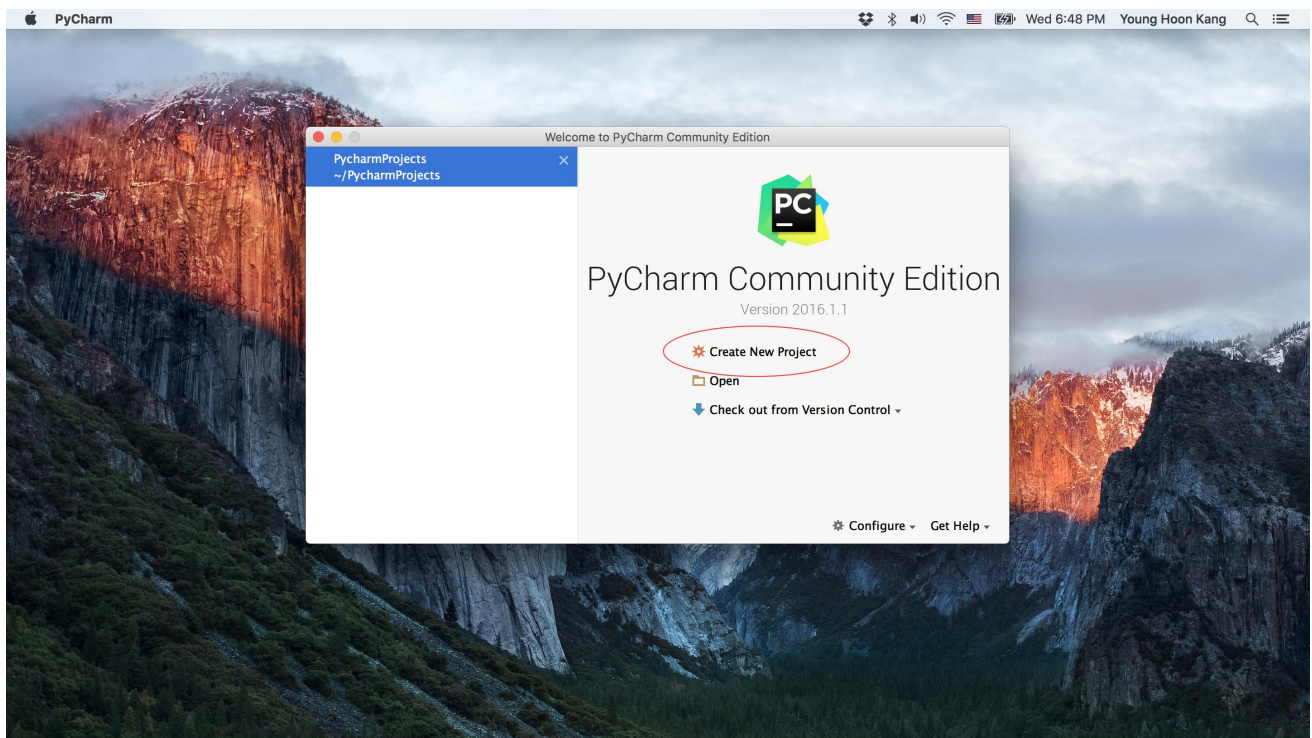 PyCharm
Wed 6:48 PM Young Hoon Kang
Welcome to PyCharm Community Edition
PycharmProjects
~/PycharmProjects
PC
PyCharm Community Edition
Version 2016.1.1
Create New Project
Open
Check out from Version Control
Configure
Get Help